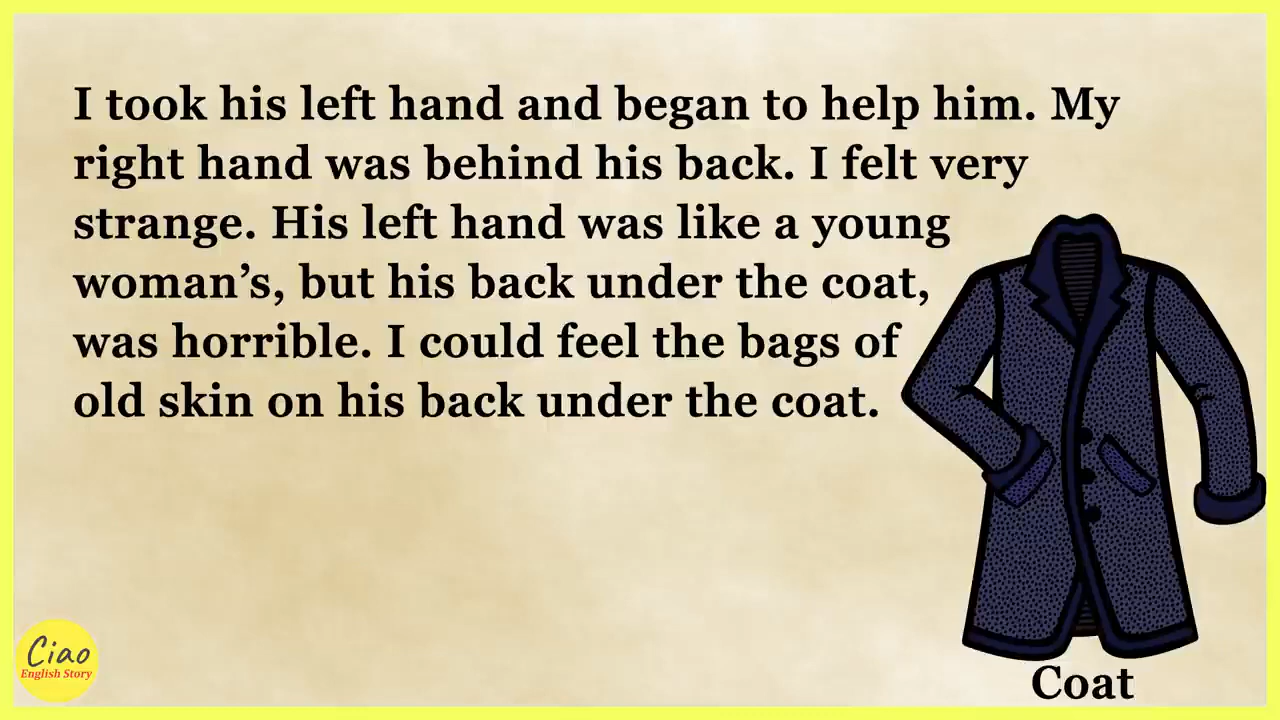 I took his left hand and began to help him. My
right hand was behind his back. I felt very
strange. His left hand was like a young
woman’s, but his back under the coat,
was horrible. I could feel the bags of
old skin on his back under the coat.
Coat
Ciao
English Story